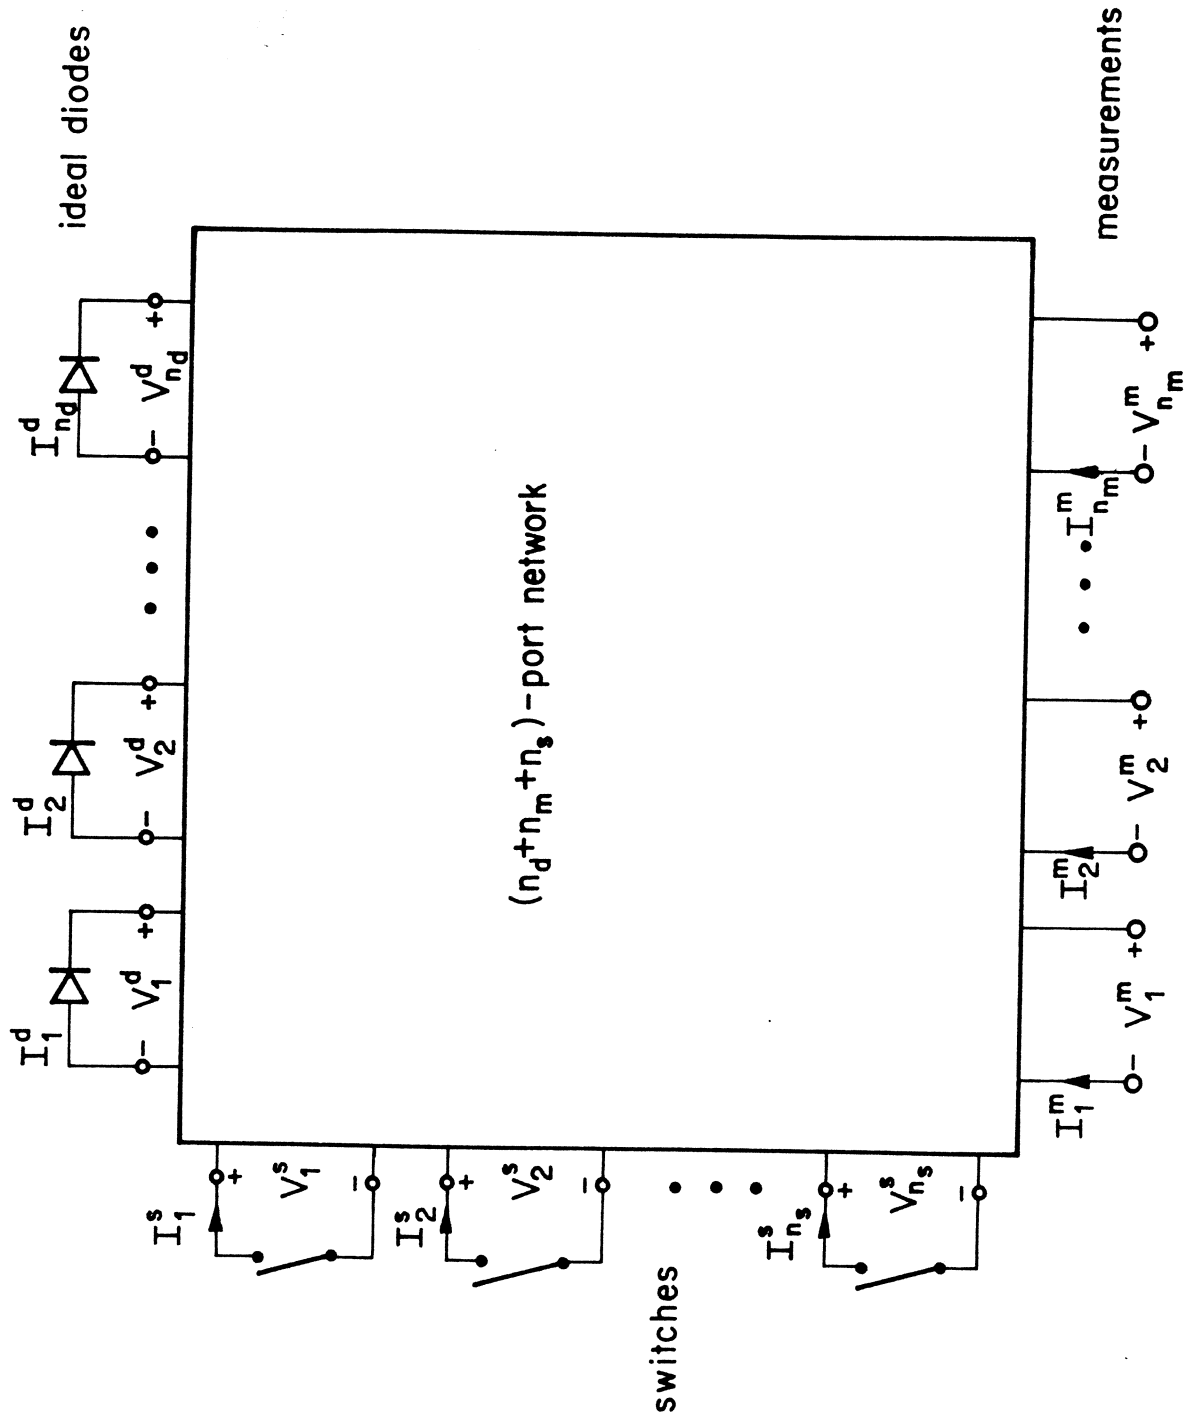 ideal diodes
I^d_1
I^d_2
I^d_{n_d}
− V^d_1 +
− V^d_2 +
• • •
− V^d_{n_d} +
I^s_1
+ V^s_1 −
I^s_2
+ V^s_2 −
• • •
I^s_{n_s}
+ V^s_{n_s} −
switches
(n_d+n_m+n_s)−port network
I^m_1
I^m_2
• • •
I^m_{n_m}
− V^m_1 +
− V^m_2 +
− V^m_{n_m} +
measurements